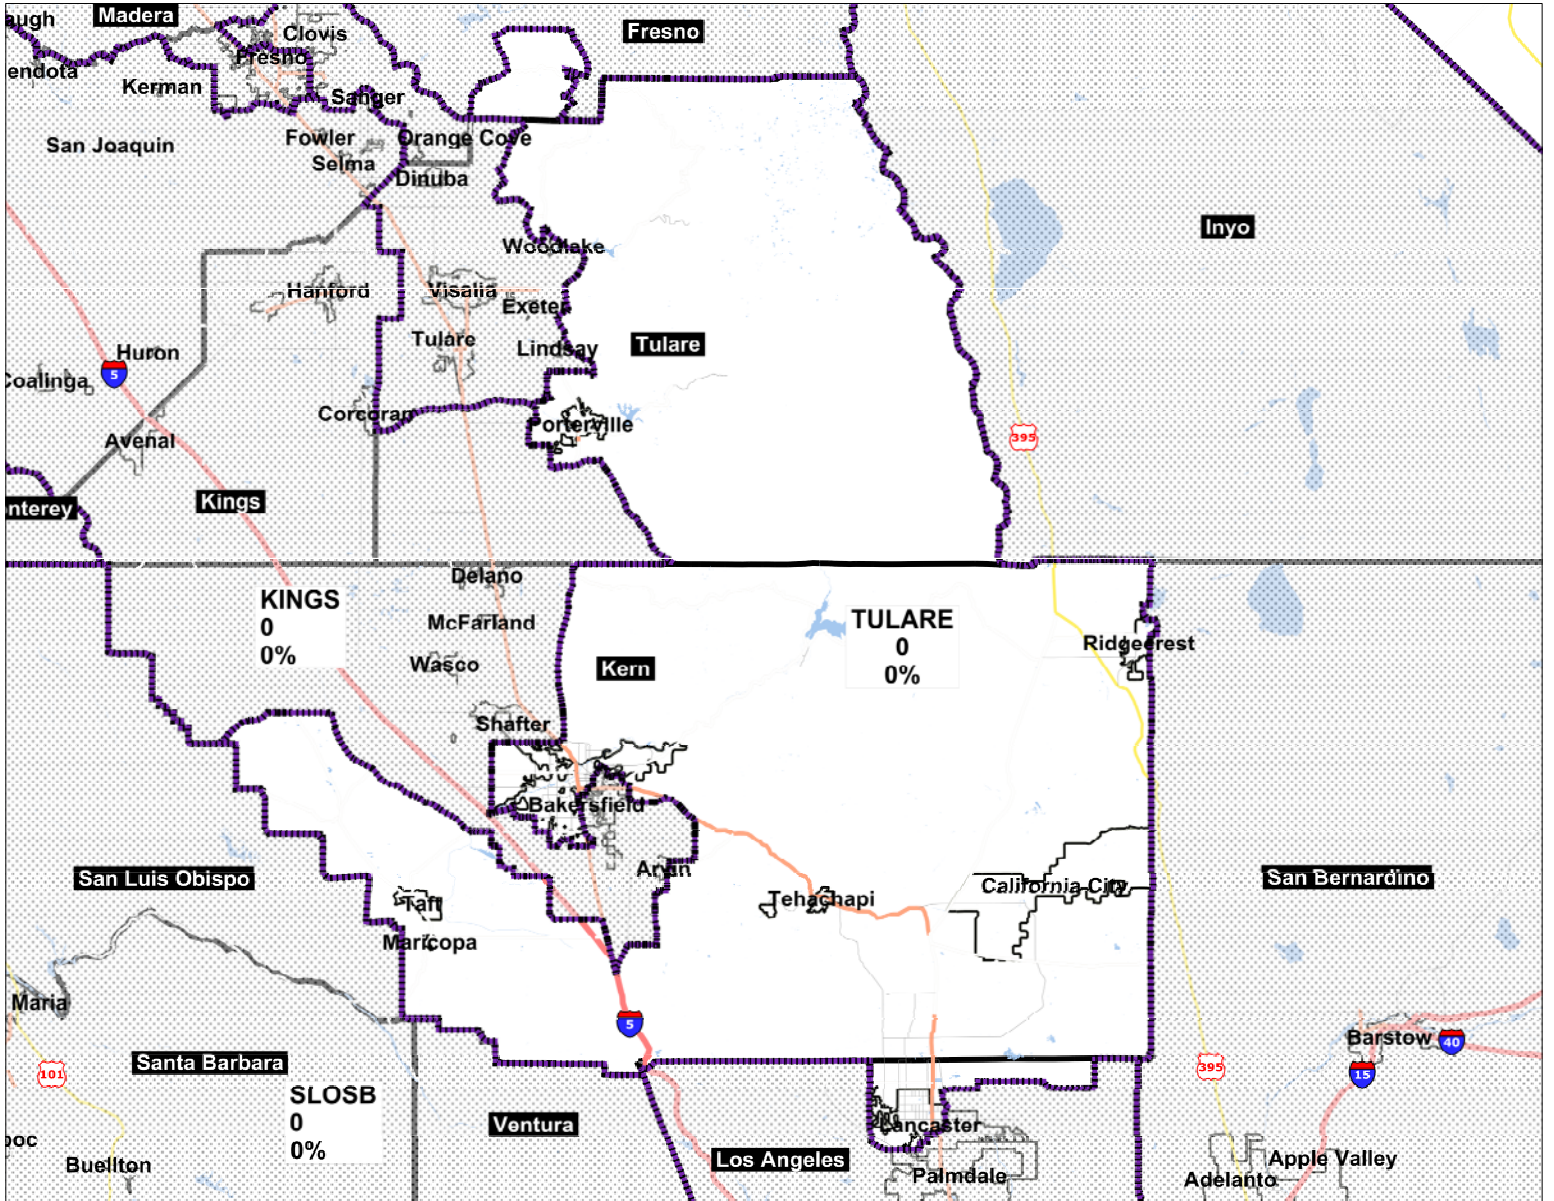 augh
Madera
Clovis
Fresno
Fresno
endota
Kerman
Sanger
San Joaquin
Fowler
Orange Cove
Selma
Dinuba
Inyo
Woodlake
Hanford
Visalia
Exeter
Tulare
Lindsay
Tulare
Huron
5
Coalinga
Corcoran
Porterville
Avenal
395
Kings
nterey
Delano
KINGS
0
0%
McFarland
TULARE
0
0%
Wasco
Kern
Ridgecrest
Shafter
Bakersfield
Arvin
San Luis Obispo
California City
San Bernardino
Taft
Tehachapi
Maricopa
Maria
5
Barstow
40
Santa Barbara
101
395
15
SLOSB
0
0%
Ventura
Lancaster
poc
Buellton
Los Angeles
Palmdale
Apple Valley
Adelanto